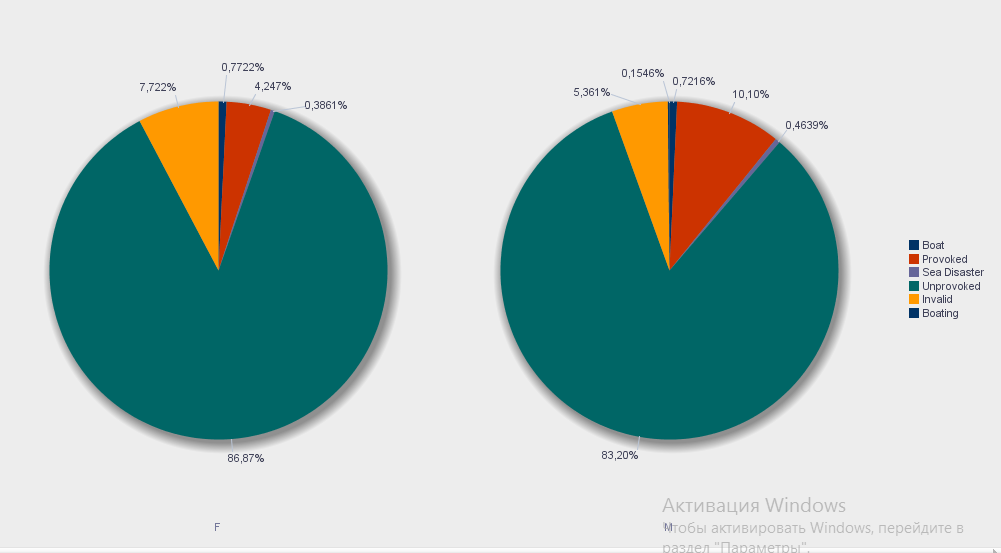 0,7722%
7,722%
4,247%
0,3861%
86,87%
F
0,1546%
0,7216%
5,361%
10,10%
0,4639%
83,20%
M
Boat
Provoked
Sea Disaster
Unprovoked
Invalid
Boating
Активация Windows
Чтобы активировать Windows, перейдите в
раздел "Параметры".